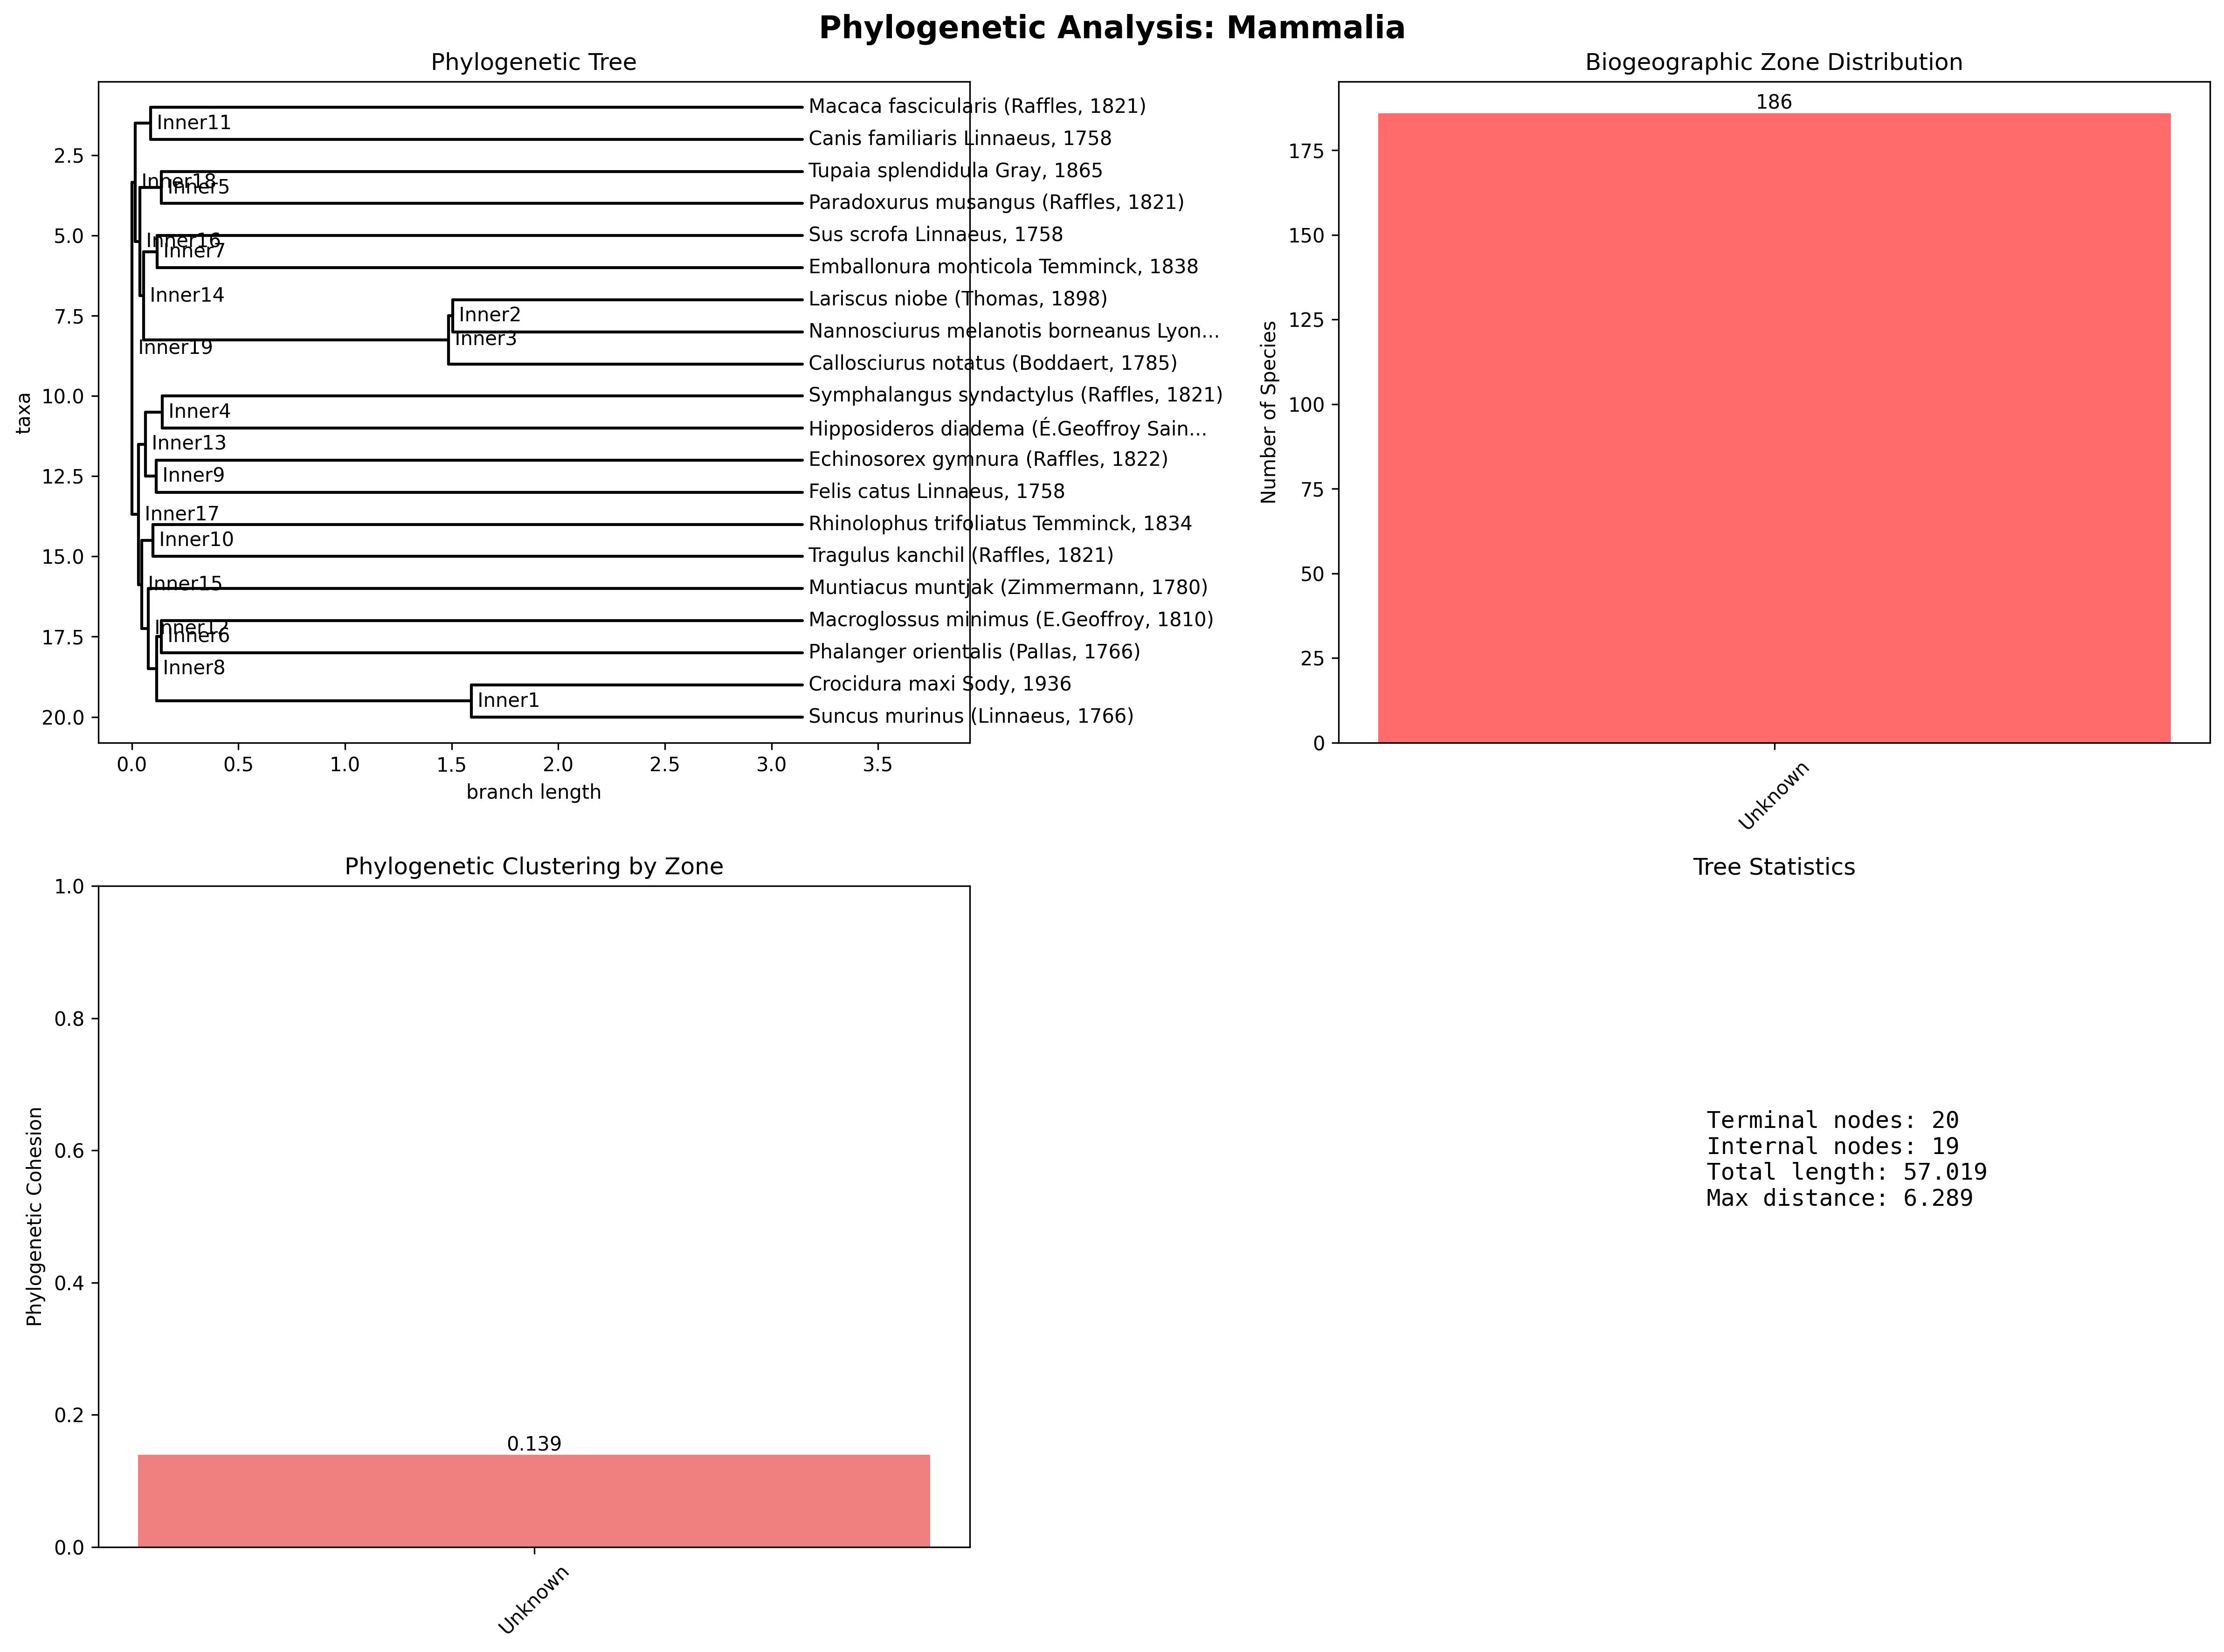 Phylogenetic Analysis: Mammalia
Phylogenetic Tree
Macaca fascicularis (Raffles, 1821)
Inner11
Canis familiaris Linnaeus, 1758
2.5
Tupaia splendidula Gray, 1865
Inner18
Inner5
Paradoxurus musangus (Raffles, 1821)
5.0
Sus scrofa Linnaeus, 1758
Inner16
Inner7
Emballonura monticola Temminck, 1838
Inner14
Lariscus niobe (Thomas, 1898)
7.5
Inner2
Nannosciurus melanotis borneanus Lyon...
Inner3
Inner19
Callosciurus notatus (Boddaert, 1785)
10.0
Symphalangus syndactylus (Raffles, 1821)
Inner4
Hipposideros diadema (É.Geoffroy Sain...
Inner13
Echinosorex gymnura (Raffles, 1822)
12.5
Inner9
Felis catus Linnaeus, 1758
Inner17
Rhinolophus trifoliatus Temminck, 1834
Inner10
15.0
Tragulus kanchil (Raffles, 1821)
Inner15
Muntiacus muntjak (Zimmermann, 1780)
Macroglossus minimus (E.Geoffroy, 1810)
Inner12
17.5
Inner6
Phalanger orientalis (Pallas, 1766)
Inner8
Crocidura maxi Sody, 1936
Inner1
20.0
Suncus murinus (Linnaeus, 1766)
taxa
0.0 0.5 1.0 1.5 2.0 2.5 3.0 3.5
branch length
Biogeographic Zone Distribution
186
175
150
125
100
75
50
25
0
Number of Species
Unknown
Phylogenetic Clustering by Zone
1.0
0.8
0.6
0.4
0.2
0.0
0.139
Phylogenetic Cohesion
Unknown
Tree Statistics
Terminal nodes: 20
Internal nodes: 19
Total length: 57.019
Max distance: 6.289